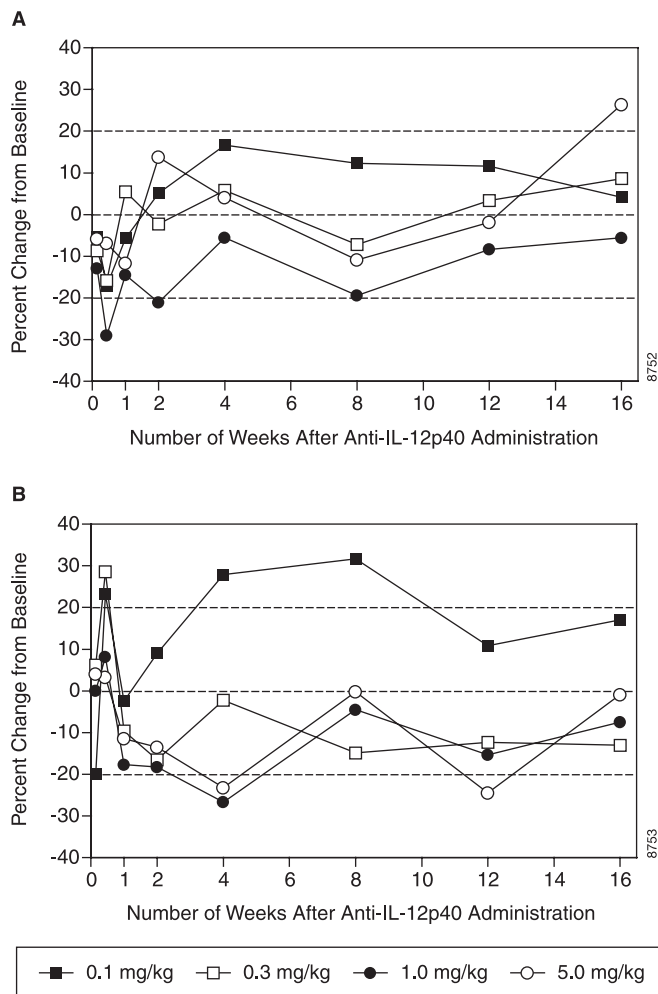 A
40
30
20
10
0
-10
-20
-30
-40
Percent Change from Baseline
0 1 2 4 6 8 10 12 14 16
Number of Weeks After Anti-IL-12p40 Administration
8752
B
40
30
20
10
0
-10
-20
-30
-40
Percent Change from Baseline
0 1 2 4 6 8 10 12 14 16
Number of Weeks After Anti-IL-12p40 Administration
8753
0.1 mg/kg 0.3 mg/kg 1.0 mg/kg 5.0 mg/kg